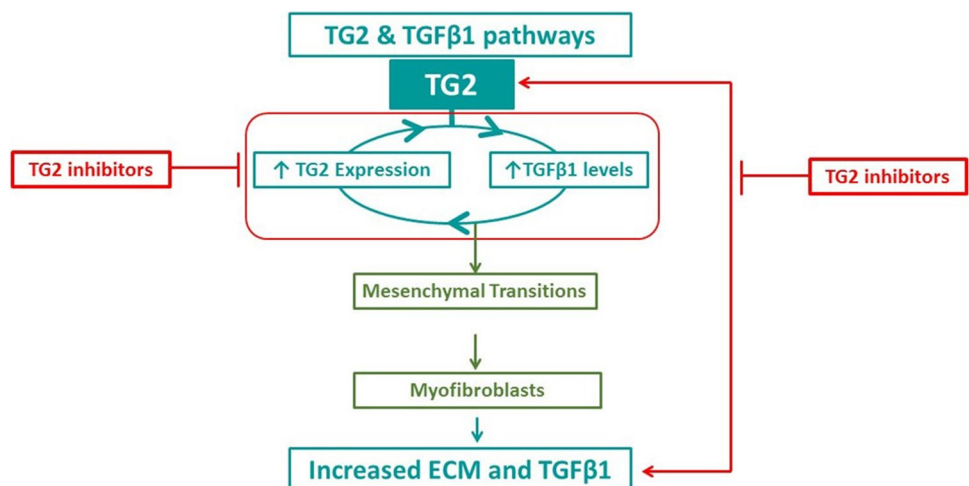 TG2 & TGFβ1 pathways
TG2
TG2 inhibitors
↑ TG2 Expression
↑TGFβ1 levels
TG2 inhibitors
Mesenchymal Transitions
Myofibroblasts
Increased ECM and TGFβ1